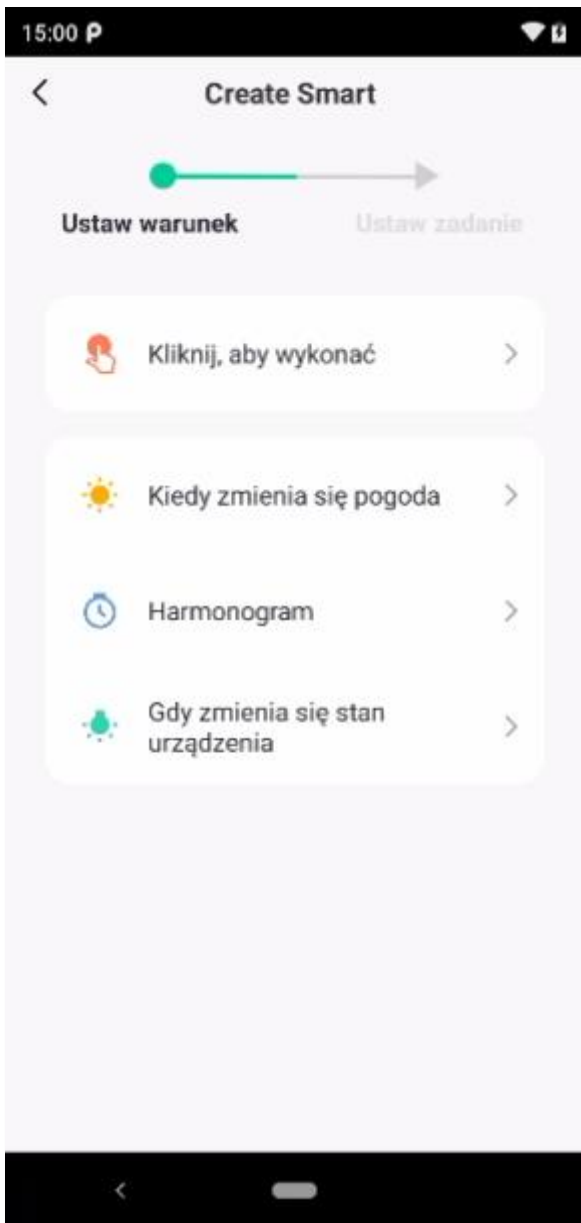 15:00 P
Create Smart
Ustaw warunek Ustaw zadanie
Kliknij, aby wykonać
Kiedy zmienia się pogoda
Harmonogram
Gdy zmienia się stan
urządzenia